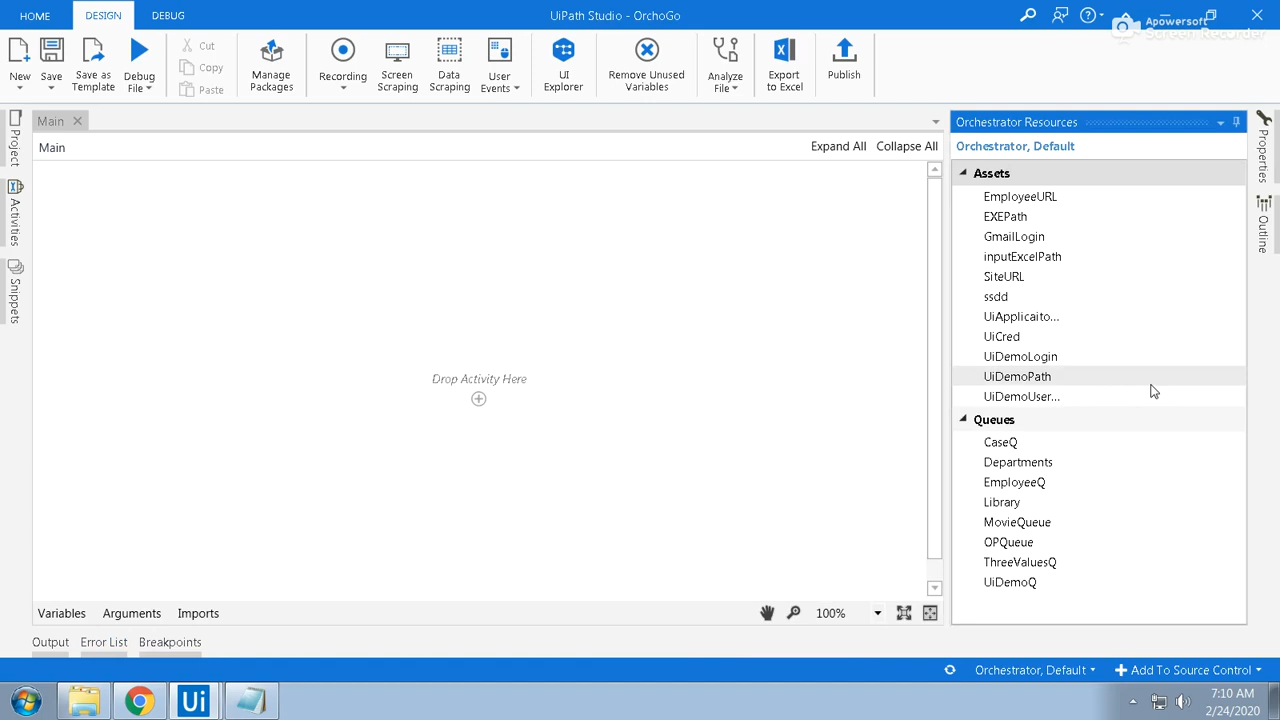 HOME
DESIGN
DEBUG
UiPath Studio - OrchoGo
Apowersoft
Screen Recorder
New
Save
Save as
Template
Debug
File
Cut
Copy
Paste
Manage
Packages
Recording
Screen
Scraping
Data
Scraping
User
Events
UI
Explorer
Remove Unused
Variables
Analyze
File
Export
to Excel
Publish
Project
Activities
Snippets
Main
Main
Expand All
Collapse All
Drop Activity Here
Orchestrator Resources
Orchestrator, Default
Assets
EmployeeURL
EXEPath
GmailLogin
inputExcelPath
SiteURL
ssdd
UiApplicaito...
UiCred
UiDemoLogin
UiDemoPath
UiDemoUser...
Queues
CaseQ
Departments
EmployeeQ
Library
MovieQueue
OPQueue
ThreeValuesQ
UiDemoQ
Properties
Outline
Variables
Arguments
Imports
100%
Output
Error List
Breakpoints
Orchestrator, Default
Add To Source Control
Ui
7:10 AM
2/24/2020